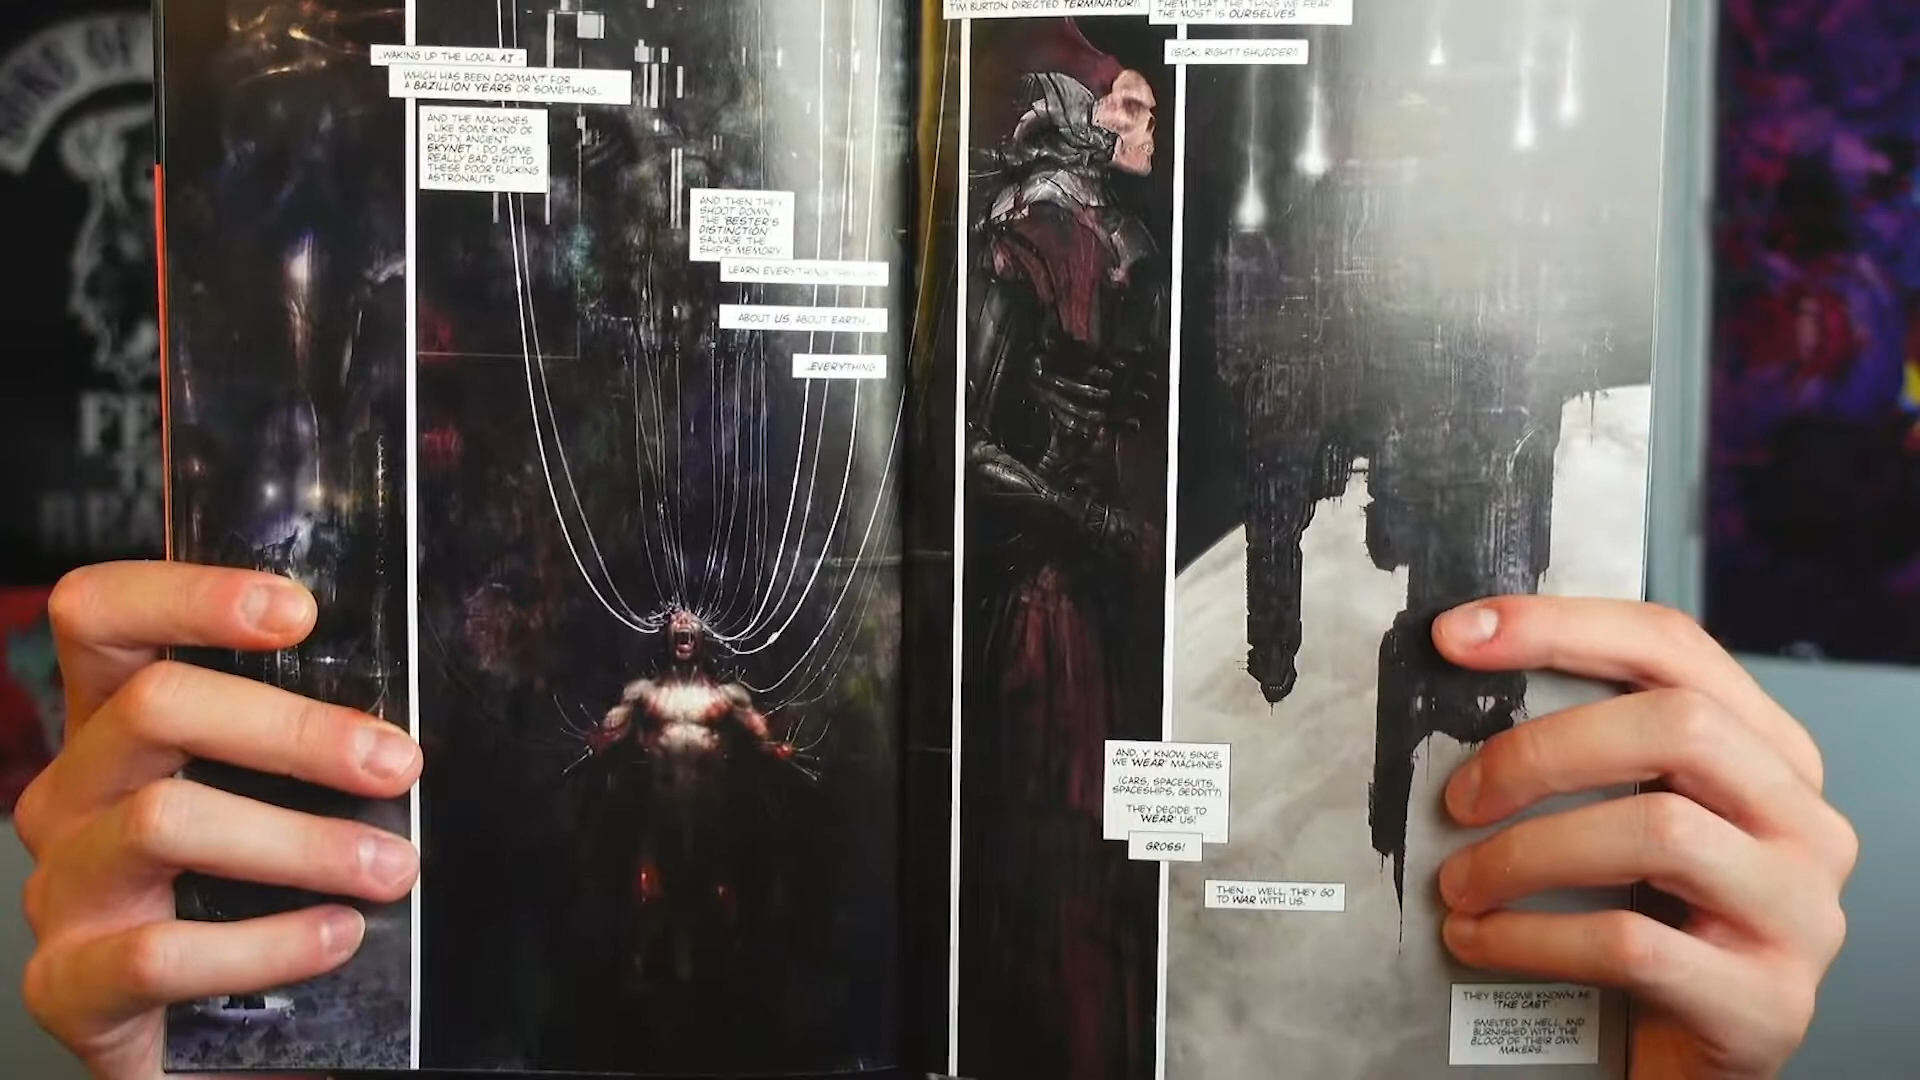 ..WAKING UP THE LOCAL AI -
WHICH HAS BEEN DORMANT FOR
A BAZILLION YEARS OR SOMETHING..
AND THE MACHINES
- LIKE SOME KIND OF
RUSTY ANCIENT
SKYNET - DO SOME
REALLY BAD SHIT TO
THESE POOR FUCKING
ASTRONAUTS..
AND THEN THEY
SHOOT DOWN
THE 'BESTER'S
DISTINCTION'
SALVAGE THE
SHIP'S MEMORY
LEARN EVERYTHING
ABOUT US, ABOUT EARTH..
..EVERYTHING
TIM BURTON DIRECTED TERMINATOR!).
THEM THAT THE THING WE FEAR
THE MOST IS OURSELVES
(SICK, RIGHT? SHUDDER!)
AND, Y'KNOW, SINCE
WE 'WEAR' MACHINES
(CARS, SPACESUITS,
SPACESHIPS, GEDDIT?)
THEY DECIDE TO
'WEAR' US!
GROSS!
THEN - WELL, THEY GO
TO WAR WITH US.
THEY BECOME KNOWN AS
'THE CAST'
- SMELTED IN HELL, AND
BURNISHED WITH THE
BLOOD OF THEIR OWN
MAKERS...